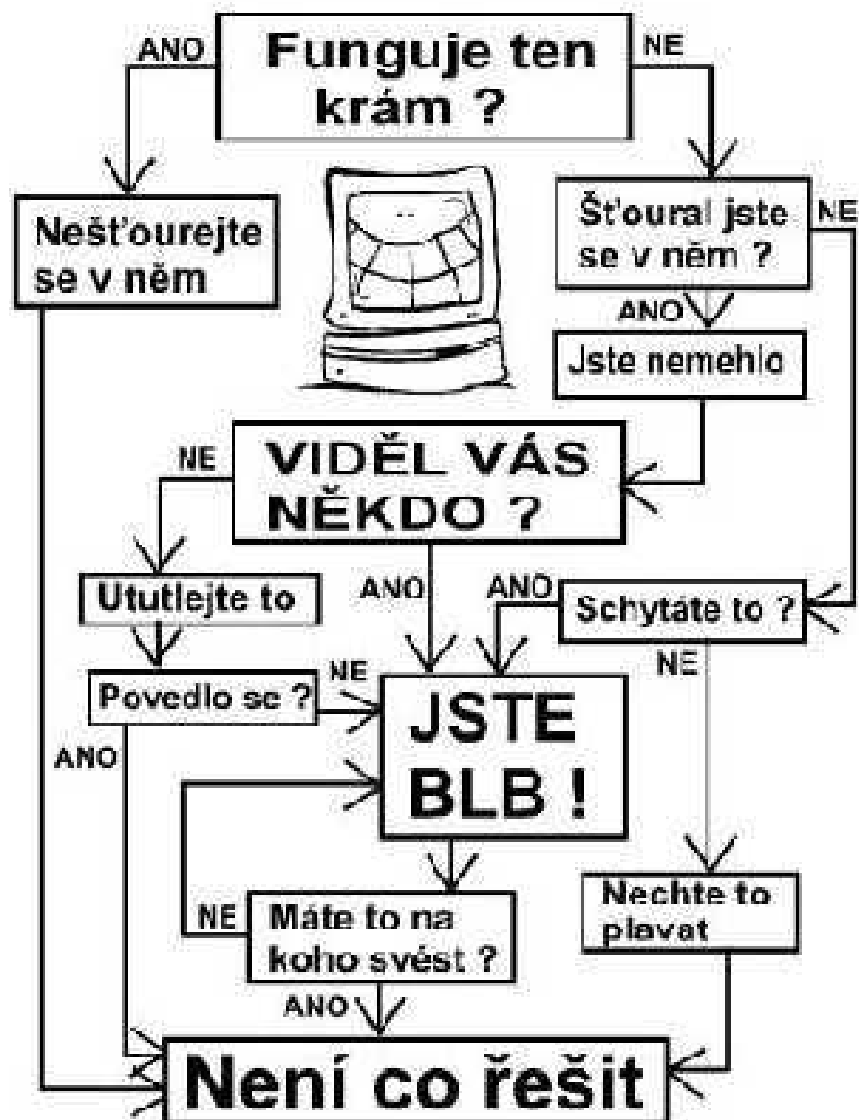 ANO
Funguje ten
krám ?
NE
Nešťourejte
se v něm
Šťoural jste
se v něm ?
NE
ANO
Jste nemehlo
NE
VIDĚL VÁS
NĚKDO ?
Ututlejte to
ANO
ANO
Schytáte to ?
NE
Povedlo se ?
NE
JSTE
BLB !
ANO
NE
Máte to na
koho svést ?
Nechte to
plavat
ANO
Není co řešit